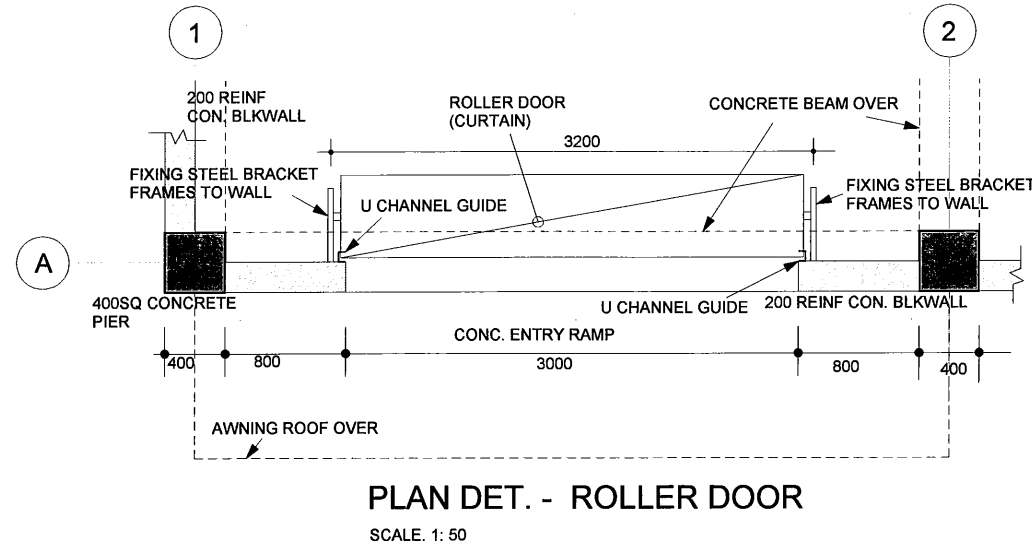 1
2
200 REINF
CON. BLKWALL
ROLLER DOOR
(CURTAIN)
CONCRETE BEAM OVER
3200
FIXING STEEL BRACKET
FRAMES TO WALL
U CHANNEL GUIDE
FIXING STEEL BRACKET
FRAMES TO WALL
A
400SQ CONCRETE
PIER
U CHANNEL GUIDE
200 REINF CON. BLKWALL
CONC. ENTRY RAMP
400
800
3000
800
400
AWNING ROOF OVER
PLAN DET. - ROLLER DOOR
SCALE. 1: 50